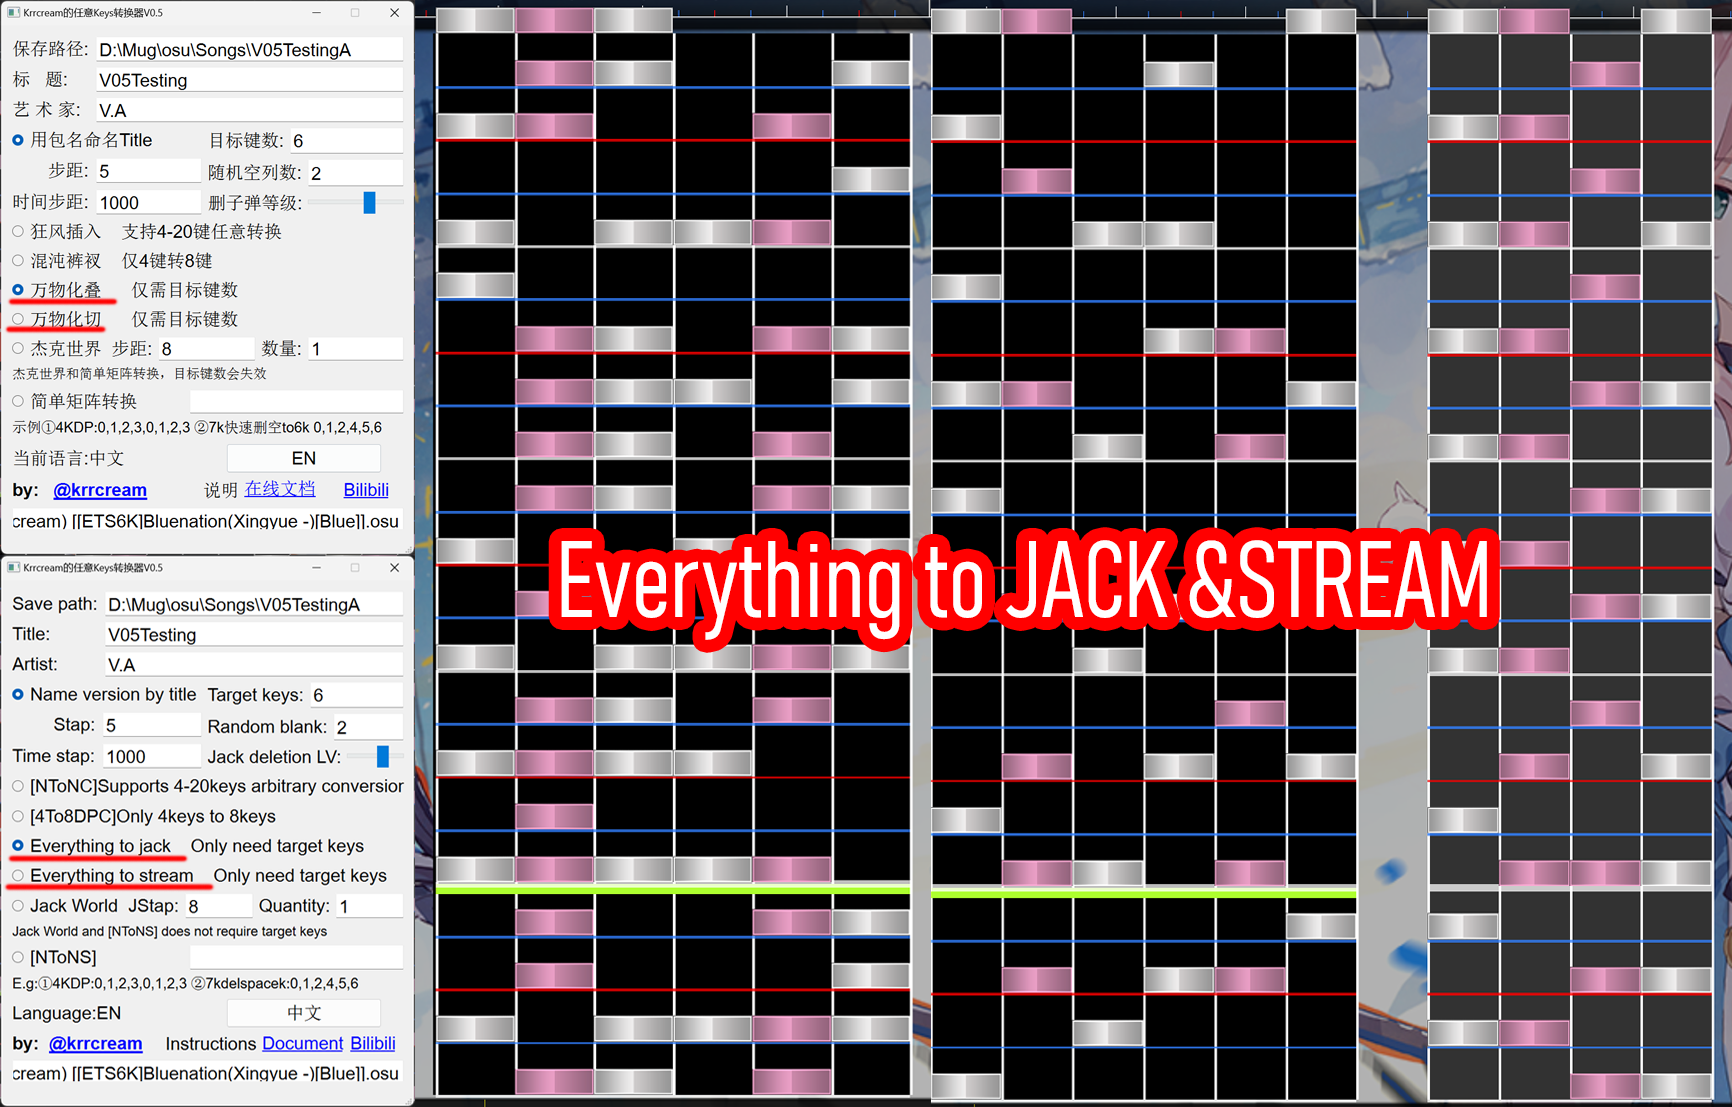 Krrcream的任意Keys转换器V0.5
保存路径: D:\Mug\osu\Songs\V05TestingA
标 题: V05Testing
艺 术 家: V.A
用包名命名Title 目标键数: 6
步距: 5 随机空列数: 2
时间步距: 1000 删子弹等级:
狂风插入 支持4-20键任意转换
混沌裤衩 仅4键转8键
万物化叠 仅需目标键数
万物化切 仅需目标键数
杰克世界 步距: 8 数量: 1
杰克世界和简单矩阵转换，目标键数会失效
简单矩阵转换
示例①4KDP:0,1,2,3,0,1,2,3 ②7k快速删空to6k 0,1,2,4,5,6
当前语言:中文 EN
by: @krrcream 说明 在线文档 Bilibili
cream) [[ETS6K]Bluenation(Xingyue -)[Blue]].osu
Krrcream的任意Keys转换器V0.5
Save path: D:\Mug\osu\Songs\V05TestingA
Title: V05Testing
Artist: V.A
Name version by title Target keys: 6
Stap: 5 Random blank: 2
Time stap: 1000 Jack deletion LV:
[NToNC]Supports 4-20keys arbitrary conversior
[4To8DPC]Only 4keys to 8keys
Everything to jack Only need target keys
Everything to stream Only need target keys
Jack World JStap: 8 Quantity: 1
Jack World and [NToNS] does not require target keys
[NToNS]
E.g:①4KDP:0,1,2,3,0,1,2,3 ②7kdelspacek:0,1,2,4,5,6
Language:EN 中文
by: @krrcream Instructions Document Bilibili
cream) [[ETS6K]Bluenation(Xingyue -)[Blue]].osu
Everything to JACK &STREAM